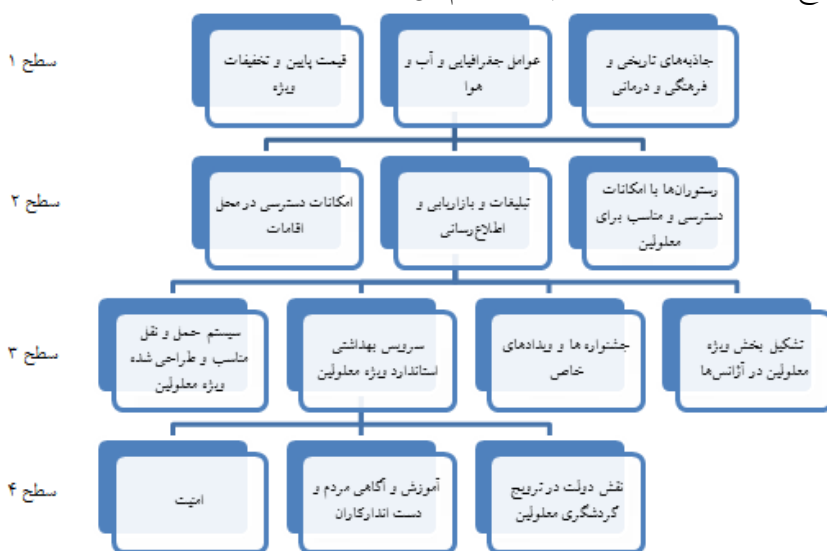 سطح ۱
جاذبه‌های تاریخی و
فرهنگی و درمانی
عوامل جغرافیایی و آب و
هوا
قیمت پایین و تخفیفات
ویژه
سطح ۲
رستوران‌ها با امکانات
دسترسی و مناسب برای
معلولین
تبلیغات و بازاریابی و
اطلاع‌رسانی
امکانات دسترسی در محل
اقامات
سطح ۳
تشکیل بخش ویژه
معلولین در آژانس‌ها
جشنواره ها و ویدادهای
خاص
سرویس بهداشتی
استاندارد ویژه معلولین
سیستم حمل و نقل
مناسب و طراحی شده
ویژه معلولین
سطح ۴
نقش دولت در ترویج
گردشگری معلولین
آموزش و آگاهی مردم و
دست اندارکاران
امنیت